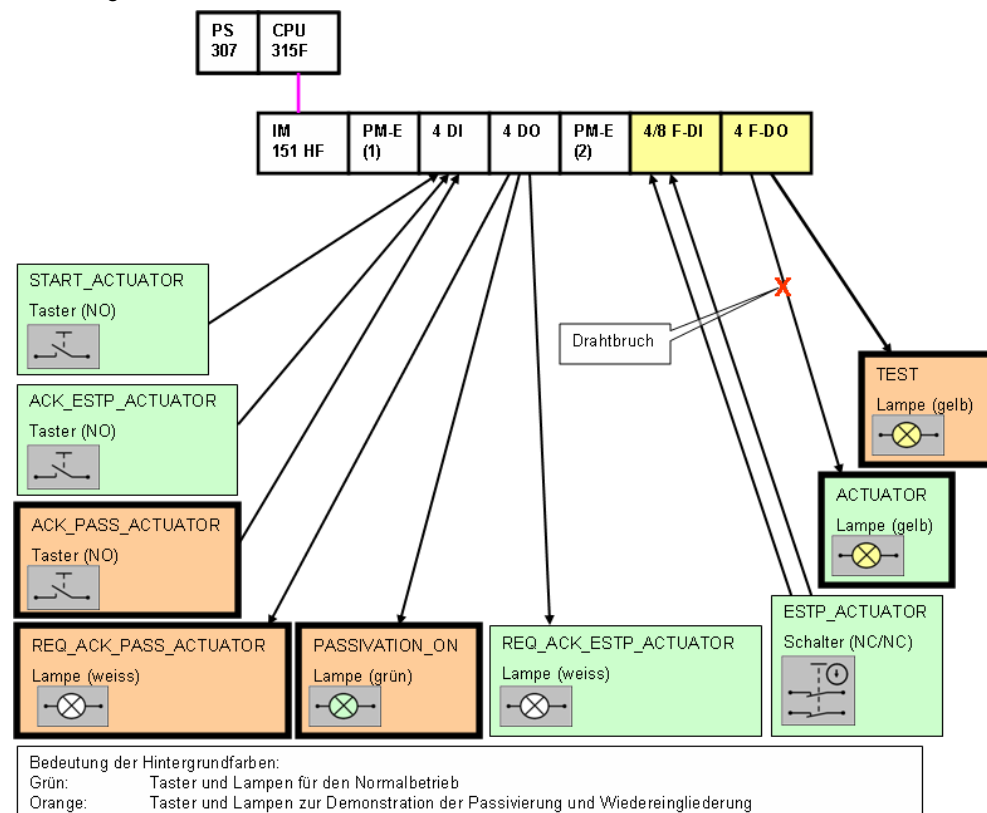 PS
307
CPU
315F
IM
151 HF
PM-E
(1)
4 DI
4 DO
PM-E
(2)
4/8 F-DI
4 F-DO
START_ACTUATOR
Taster (NO)
Drahtbruch
TEST
Lampe (gelb)
ACK_ESTP_ACTUATOR
Taster (NO)
ACTUATOR
Lampe (gelb)
ACK_PASS_ACTUATOR
Taster (NO)
ESTP_ACTUATOR
Schalter (NC/NC)
REQ_ACK_PASS_ACTUATOR
Lampe (weiss)
PASSIVATION_ON
Lampe (grün)
REQ_ACK_ESTP_ACTUATOR
Lampe (weiss)
Bedeutung der Hintergrundfarben:
Grün: Taster und Lampen für den Normalbetrieb
Orange: Taster und Lampen zur Demonstration der Passivierung und Wiedereingliederung